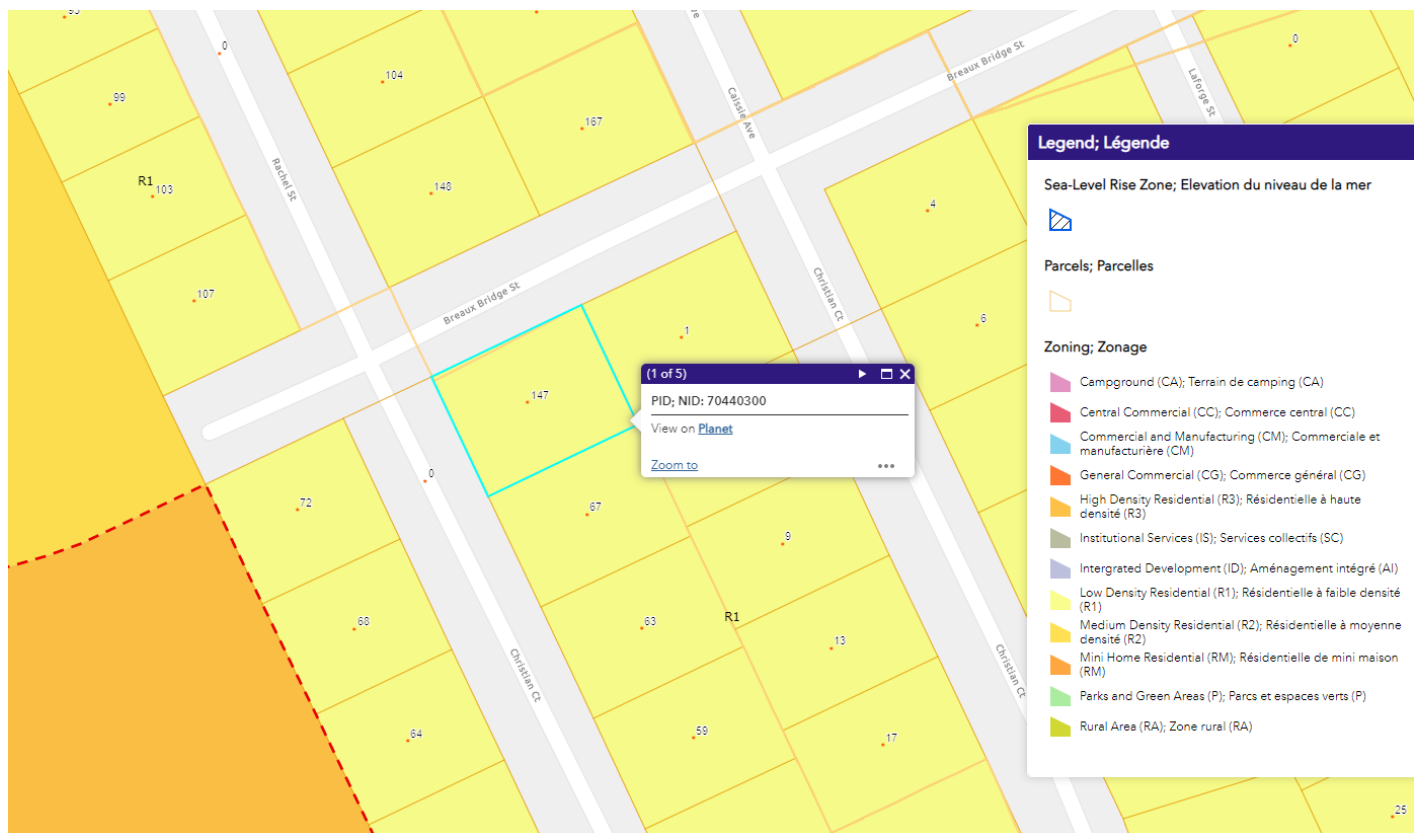 93
0
99
104
167
R1
103
148
107
Rachel St
Caissie Ave
Breaux Bridge St
Laforge St
0
4
Christian Ct
6
Breaux Bridge St
1
147
0
72
67
9
68
63
R1
13
Christian Ct
Christian Ct
64
59
17
25
(1 of 5)
PID; NID: 70440300
View on Planet
Zoom to
Legend; Légende
Sea-Level Rise Zone; Elevation du niveau de la mer
Parcels; Parcelles
Zoning; Zonage
Campground (CA); Terrain de camping (CA)
Central Commercial (CC); Commerce central (CC)
Commercial and Manufacturing (CM); Commerciale et
manufacturière (CM)
General Commercial (CG); Commerce général (CG)
High Density Residential (R3); Résidentielle à haute
densité (R3)
Institutional Services (IS); Services collectifs (SC)
Intergrated Development (ID); Aménagement intégré (AI)
Low Density Residential (R1); Résidentielle à faible densité
(R1)
Medium Density Residential (R2); Résidentielle à moyenne
densité (R2)
Mini Home Residential (RM); Résidentielle de mini maison
(RM)
Parks and Green Areas (P); Parcs et espaces verts (P)
Rural Area (RA); Zone rural (RA)